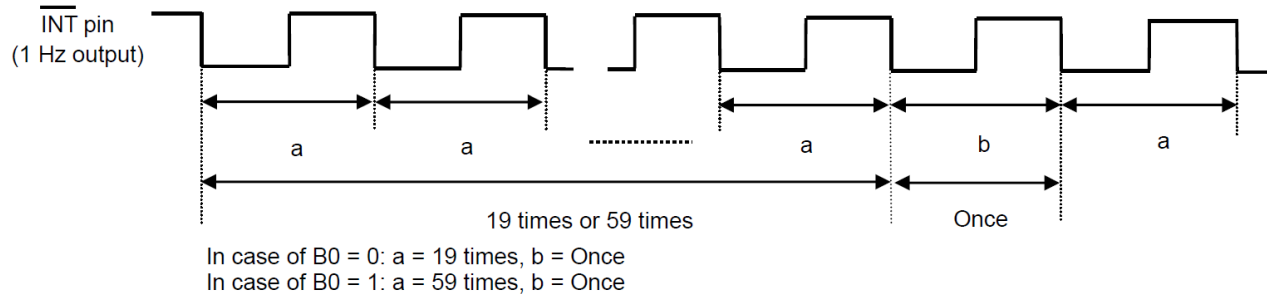 INT pin
(1 Hz output)
a
a
a
b
a
19 times or 59 times
Once
In case of B0 = 0: a = 19 times, b = Once
In case of B0 = 1: a = 59 times, b = Once